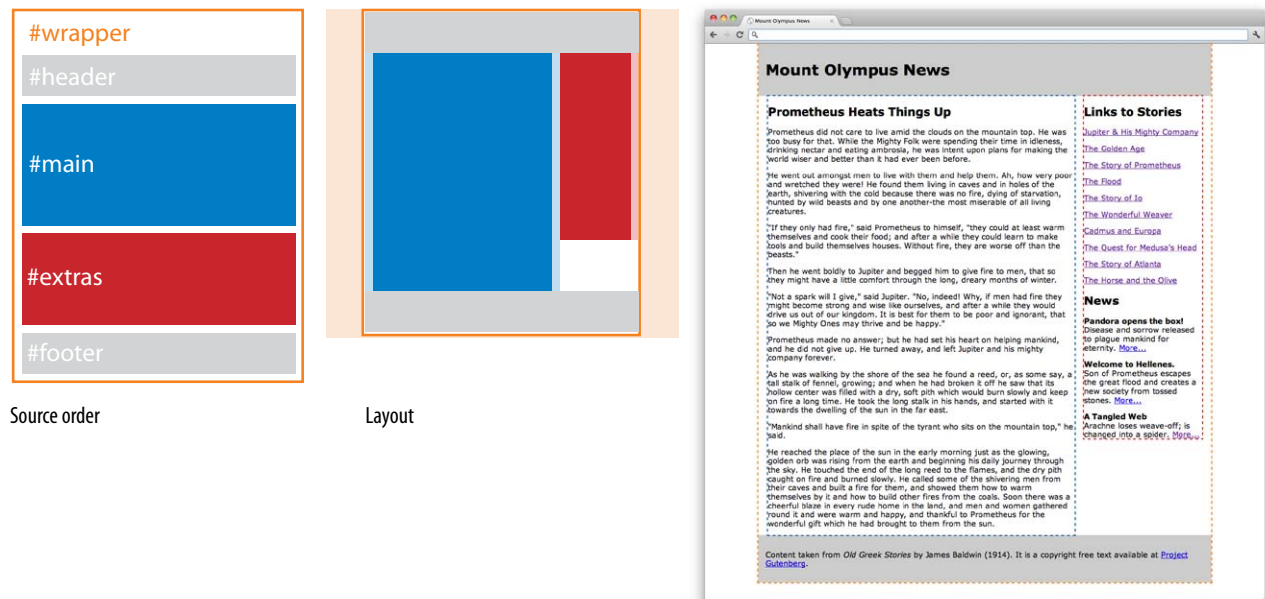 #wrapper
#header
#main
#extras
#footer
Source order
Layout
Mount Olympus News
Mount Olympus News
Prometheus Heats Things Up
Prometheus did not care to live amid the clouds on the mountain top. He was
too busy for that. While the Mighty Folk were spending their time in idleness,
drinking nectar and eating ambrosia, he was intent upon plans for making the
world wiser and better than it had ever been before.
He went out amongst men to live with them and help them. Ah, how very poor
and wretched they were! He found them living in caves and in holes of the
earth, shivering with the cold because there was no fire, dying of starvation,
hunted by wild beasts and by one another-the most miserable of all living
creatures.
"If they only had fire," said Prometheus to himself, "they could at least warm
themselves and cook their food; and after a while they could learn to make
tools and build themselves houses. Without fire, they are worse off than the
beasts."
Then he went boldly to Jupiter and begged him to give fire to men, that so
they might have a little comfort through the long, dreary months of winter.
"Not a spark will I give," said Jupiter. "No, indeed! Why, if men had fire they
might become strong and wise like ourselves, and after a while they would
drive us out of our kingdom. It is best for them to be poor and ignorant, that
so we Mighty Ones may thrive and be happy."
Prometheus made no answer; but he had set his heart on helping mankind,
and he did not give up. He turned away, and left Jupiter and his mighty
company forever.
As he was walking by the shore of the sea he found a reed, or, as some say, a
tall stalk of fennel, growing; and when he had broken it off he saw that its
hollow center was filled with a dry, soft pith which would burn slowly and keep
on fire a long time. He took the long stalk in his hands, and started with it
towards the dwelling of the sun in the far east.
"Mankind shall have fire in spite of the tyrant who sits on the mountain top," he
said.
He reached the place of the sun in the early morning just as the glowing,
golden orb was rising from the earth and beginning his daily journey through
the sky. He touched the end of the long reed to the flames, and the dry pith
caught on fire and burned slowly. He called some of the shivering men from
their caves and built a fire for them, and showed them how to warm
themselves by it and how to build other fires from the coals. Soon there was a
cheerful blaze in every rude home in the land, and men and women gathered
round it and were warm and happy, and thankful to Prometheus for the
wonderful gift which he had brought to them from the sun.
Links to Stories
Jupiter & His Mighty Company
The Golden Age
The Story of Prometheus
The Flood
The Story of Io
The Wonderful Weaver
Cadmus and Europa
The Quest for Medusa's Head
The Story of Atlanta
The Horse and the Olive
News
Pandora opens the box!
Disease and sorrow released
to plague mankind for
eternity. More...
Welcome to Hellenes.
Son of Prometheus escapes
the great flood and creates a
new society from tossed
stones. More...
A Tangled Web
Arachne loses weave-off; is
changed into a spider. More...
Content taken from Old Greek Stories by James Baldwin (1914). It is a copyright free text available at Project
Gutenberg.